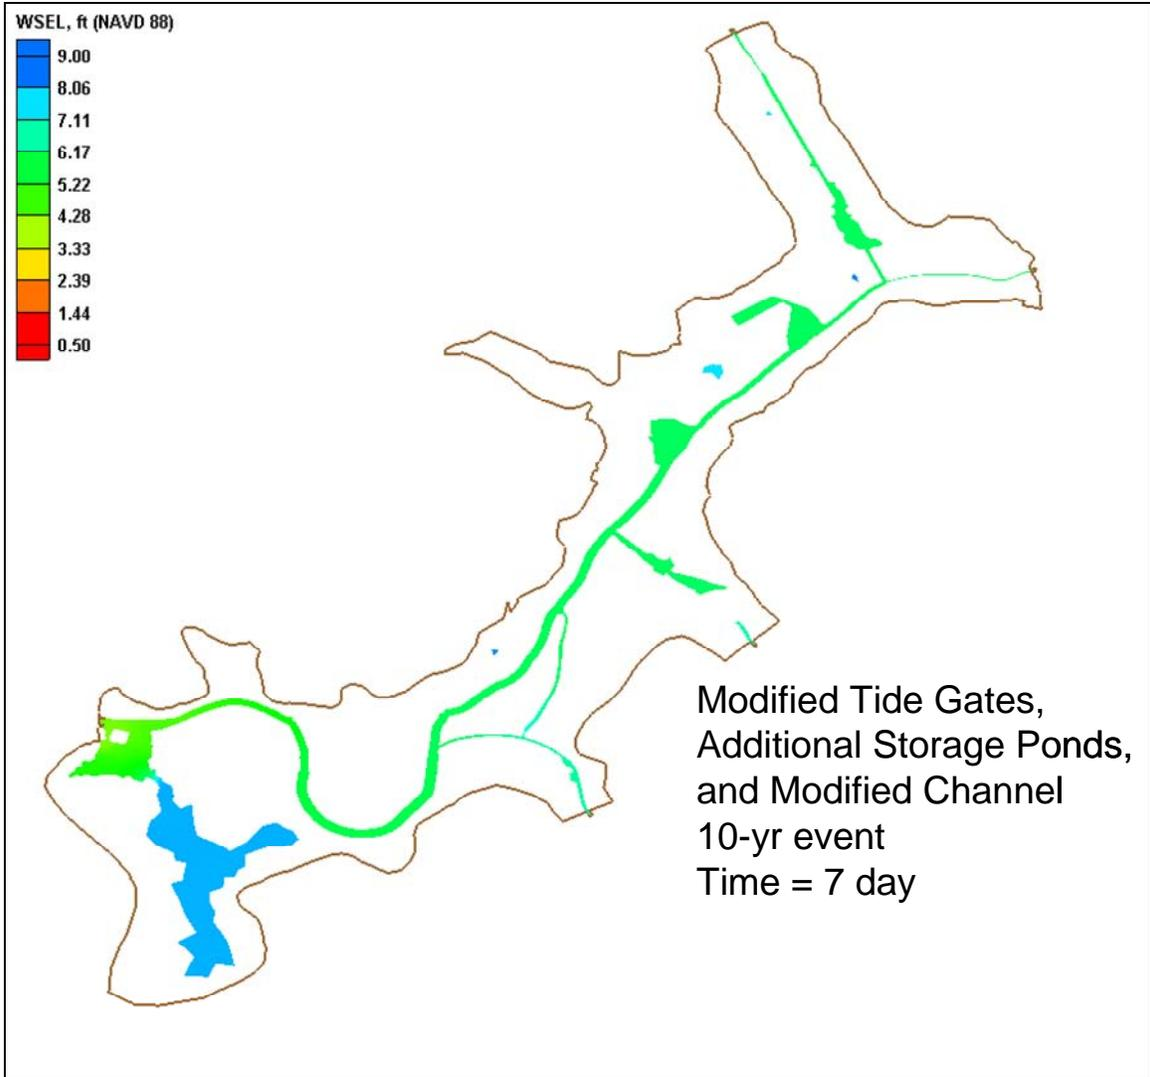 WSEL, ft (NAVD 88)
9.00
8.06
7.11
6.17
5.22
4.28
3.33
2.39
1.44
0.50
Modified Tide Gates,
Additional Storage Ponds,
and Modified Channel
10-yr event
Time = 7 day